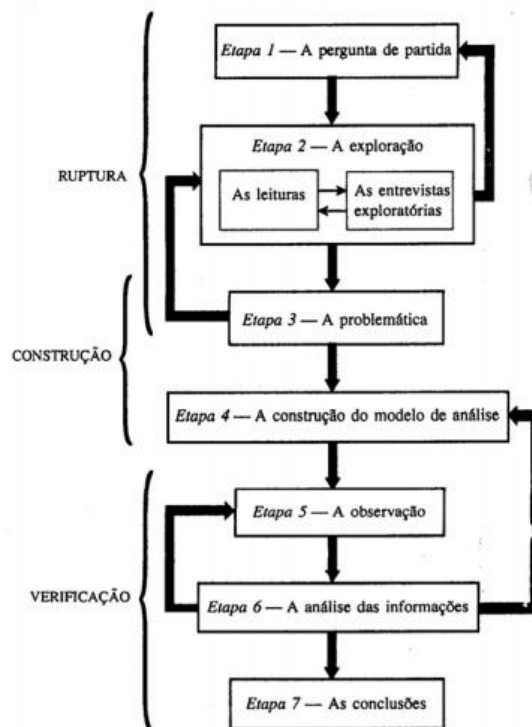 Etapa 1 — A pergunta de partida
Etapa 2 — A exploração
RUPTURA
As leituras
As entrevistas
exploratórias
Etapa 3 — A problemática
CONSTRUÇÃO
Etapa 4 — A construção do modelo de análise
Etapa 5 — A observação
VERIFICAÇÃO
Etapa 6 — A análise das informações
Etapa 7 — As conclusões